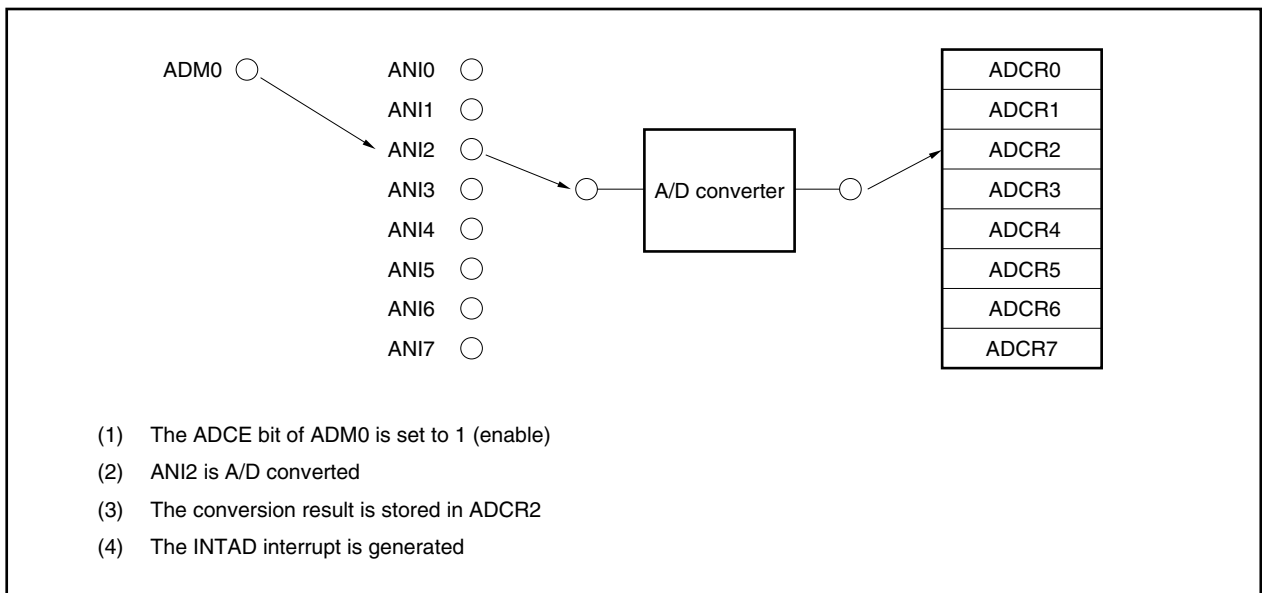 ADM0 ANI0 ADCR0
ANI1 ADCR1
ANI2 ADCR2
ANI3 A/D converter ADCR3
ANI4 ADCR4
ANI5 ADCR5
ANI6 ADCR6
ANI7 ADCR7
(1) The ADCE bit of ADM0 is set to 1 (enable)
(2) ANI2 is A/D converted
(3) The conversion result is stored in ADCR2
(4) The INTAD interrupt is generated